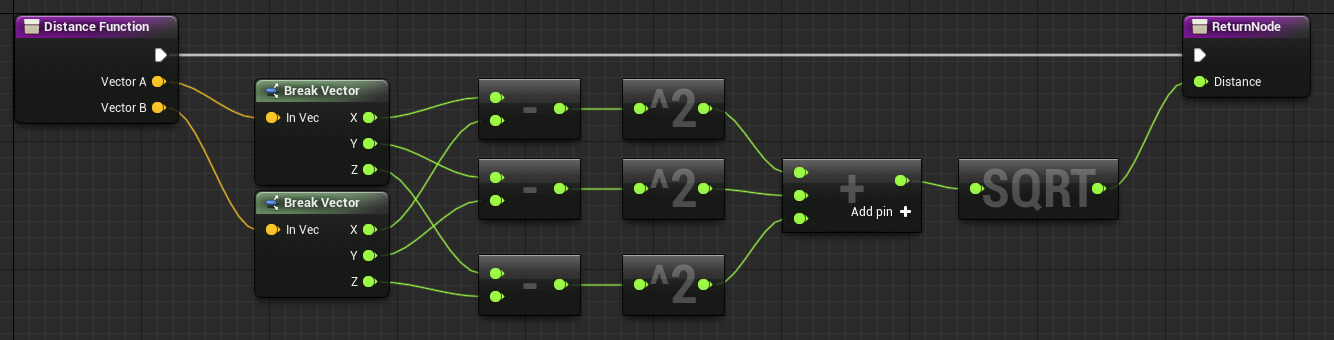 Distance Function
Vector A
Vector B
Break Vector
In Vec X
Y
Z
Break Vector
In Vec X
Y
Z
-
^2
-
^2
-
^2
+
Add pin +
SQRT
ReturnNode
Distance